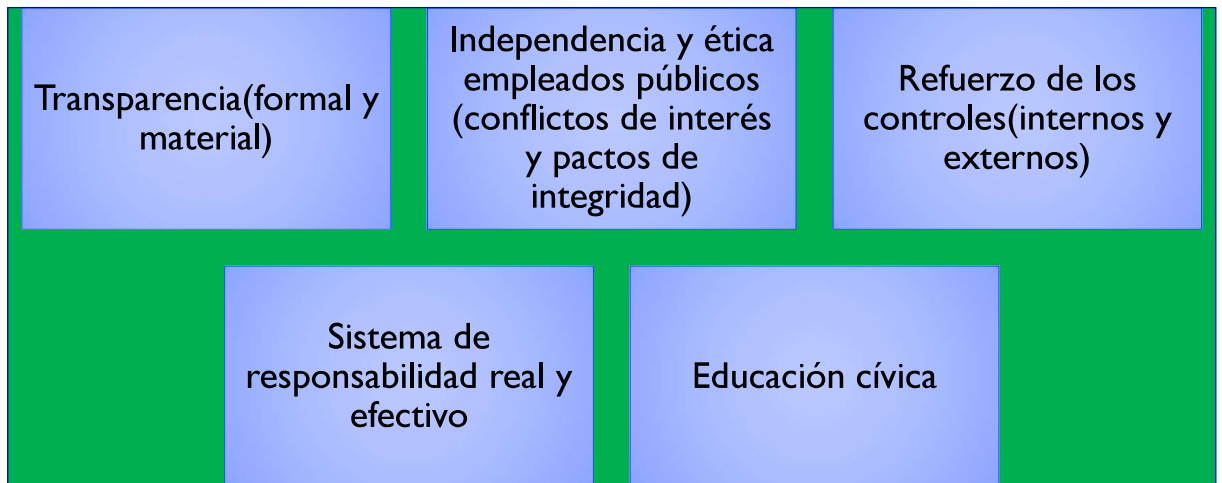 Transparencia(formal y
material)
Independencia y ética
empleados públicos
(conflictos de interés
y pactos de
integridad)
Refuerzo de los
controles(internos y
externos)
Sistema de
responsabilidad real y
efectivo
Educación cívica